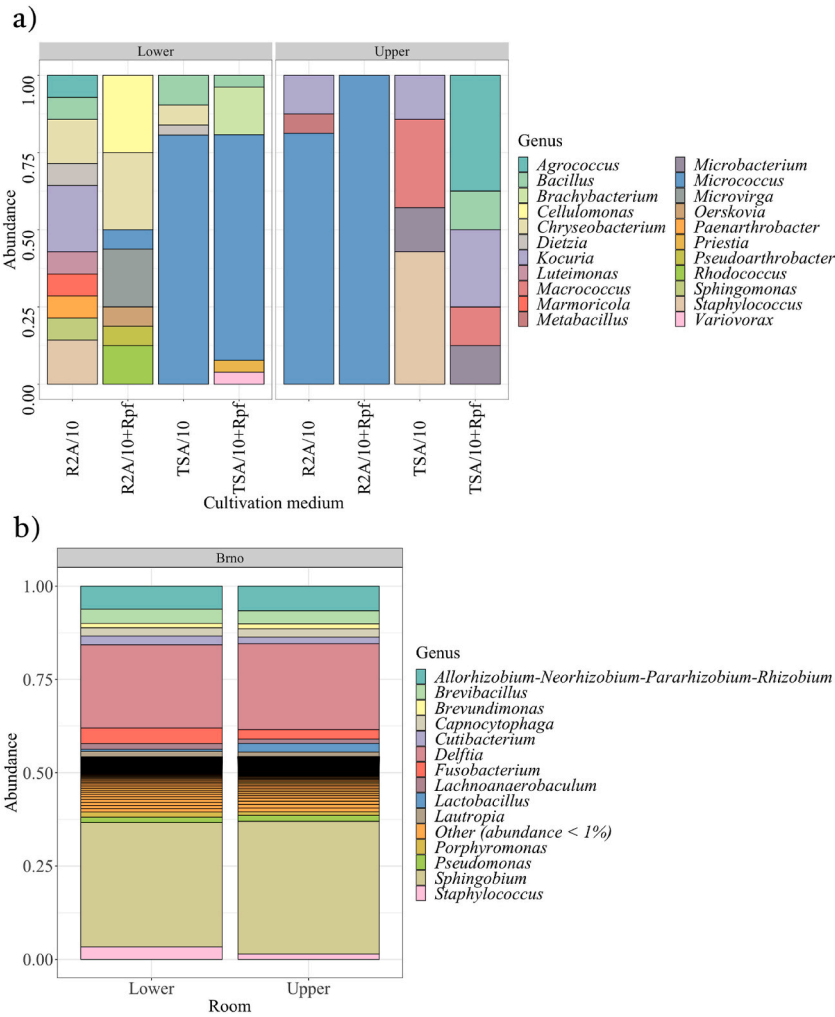 a)
Lower
Upper
1.00
0.75
0.50
0.25
0.00
Abundance
R2A/10
R2A/10+Rpf
TSA/10
TSA/10+Rpf
R2A/10
R2A/10+Rpf
TSA/10
TSA/10+Rpf
Cultivation medium
Genus
Agrococcus
Bacillus
Brachybacterium
Cellulomonas
Chryseobacterium
Dietzia
Kocuria
Luteimonas
Macrococcus
Marmoricola
Metabacillus
Microbacterium
Micrococcus
Microvirga
Oerskovia
Paenarthrobacter
Priestia
Pseudoarthrobacter
Rhodococcus
Sphingomonas
Staphylococcus
Variovorax
b)
Brno
1.00
0.75
0.50
0.25
0.00
Abundance
Lower
Upper
Room
Genus
Allorhizobium-Neorhizobium-Pararhizobium-Rhizobium
Brevibacillus
Brevundimonas
Capnocytophaga
Cutibacterium
Delftia
Fusobacterium
Lachnoanaerobaculum
Lactobacillus
Lautropia
Other (abundance < 1%)
Porphyromonas
Pseudomonas
Sphingobium
Staphylococcus